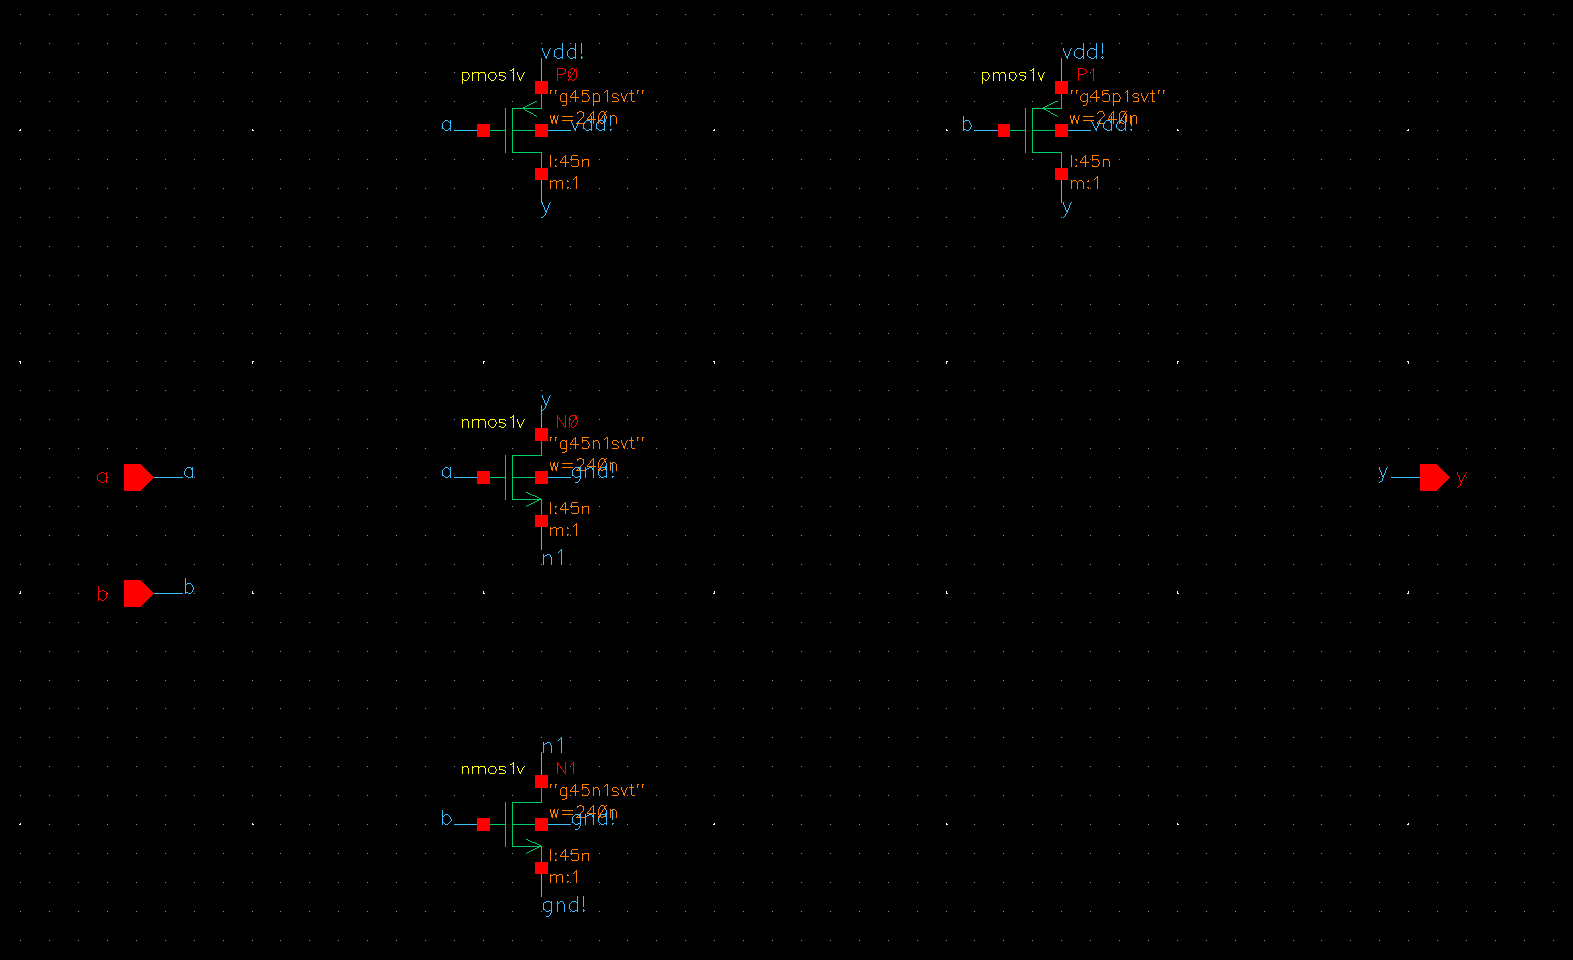 vdd!
pmos1v P0
"g45p1svt"
w=240n
a vdd!
l:45n
m:1
y
vdd!
pmos1v P1
"g45p1svt"
w=240n
b vdd!
l:45n
m:1
y
y
nmos1v N0
"g45n1svt"
w=240n
a gnd!
l:45n
m:1
n1
a a
b b
y y
n1
nmos1v N1
"g45n1svt"
w=240n
b gnd!
l:45n
m:1
gnd!